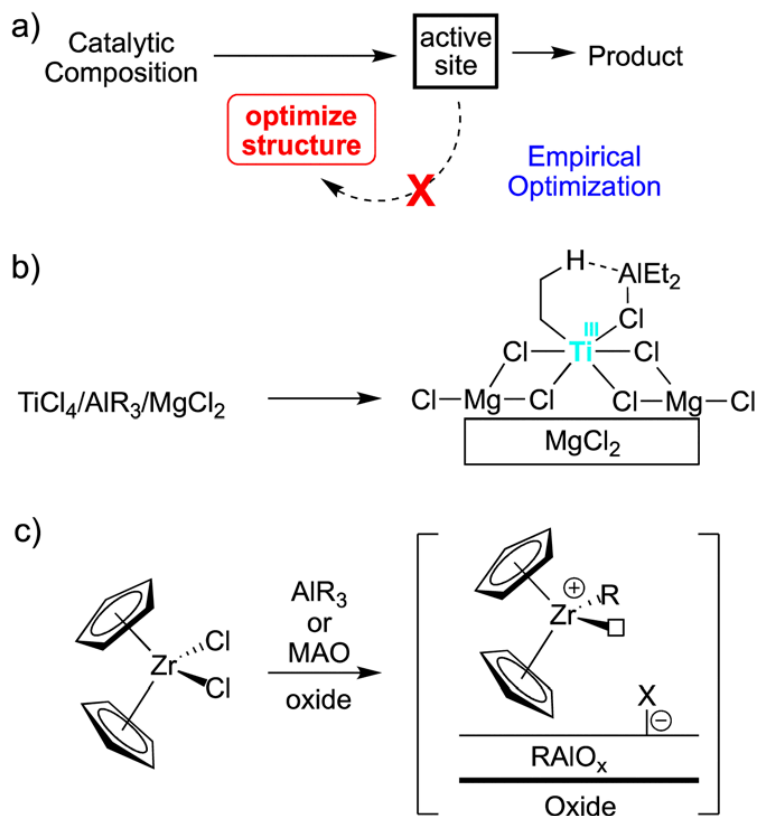 a)
Catalytic
Composition
active
site
Product
optimize
structure
X
Empirical
Optimization
b)
H
AlEt2
Cl
III
Cl Ti Cl
TiCl4/AlR3/MgCl2
Cl Mg Cl Cl Mg Cl
MgCl2
c)
AlR3
or
MAO
oxide
Zr
Cl
Cl
Zr
+
R
X
−
RAlOx
Oxide